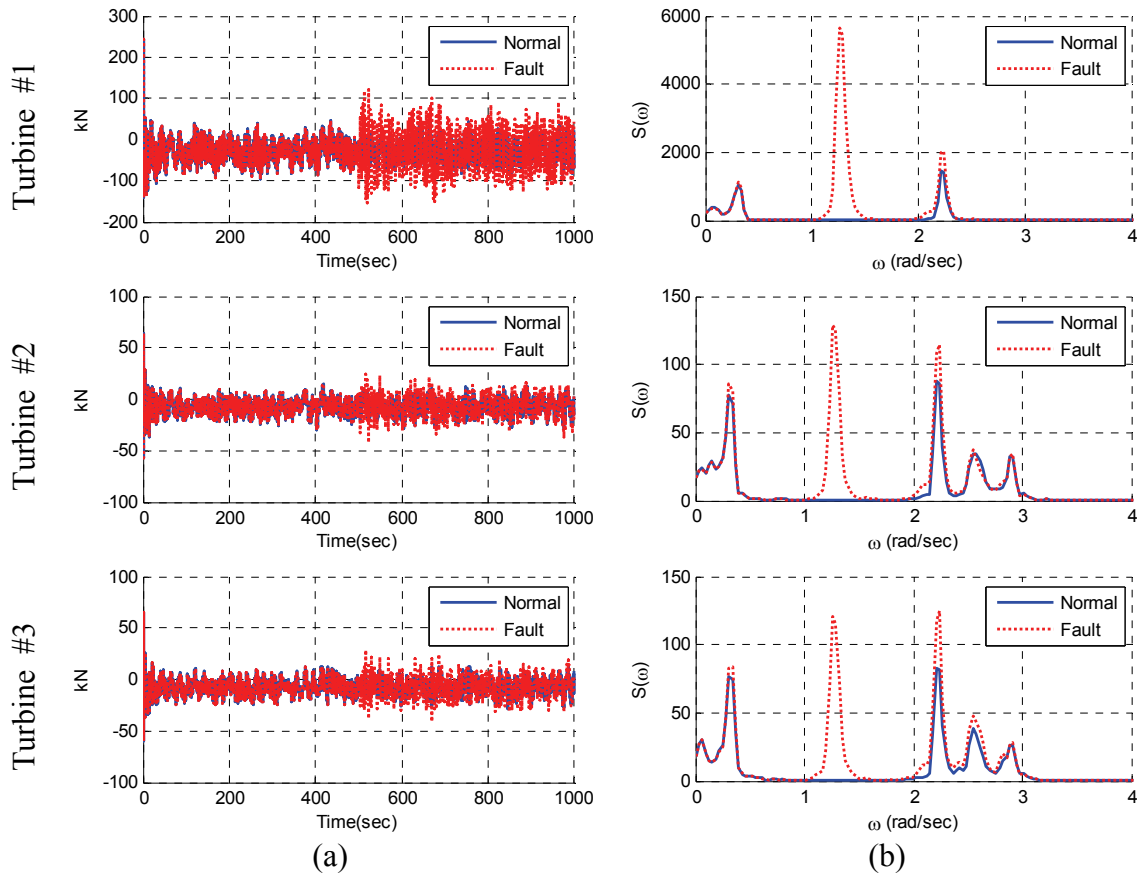 Turbine #1
300
200
100
0
-100
-200
kN
0
200
400
600
800
1000
Time(sec)
Normal
Fault
6000
4000
2000
0
S(ω)
0
1
2
3
4
ω (rad/sec)
Normal
Fault
Turbine #2
100
50
0
-50
-100
kN
0
200
400
600
800
1000
Time(sec)
Normal
Fault
150
100
50
0
S(ω)
0
1
2
3
4
ω (rad/sec)
Normal
Fault
Turbine #3
100
50
0
-50
-100
kN
0
200
400
600
800
1000
Time(sec)
Normal
Fault
150
100
50
0
S(ω)
0
1
2
3
4
ω (rad/sec)
Normal
Fault
(a)
(b)